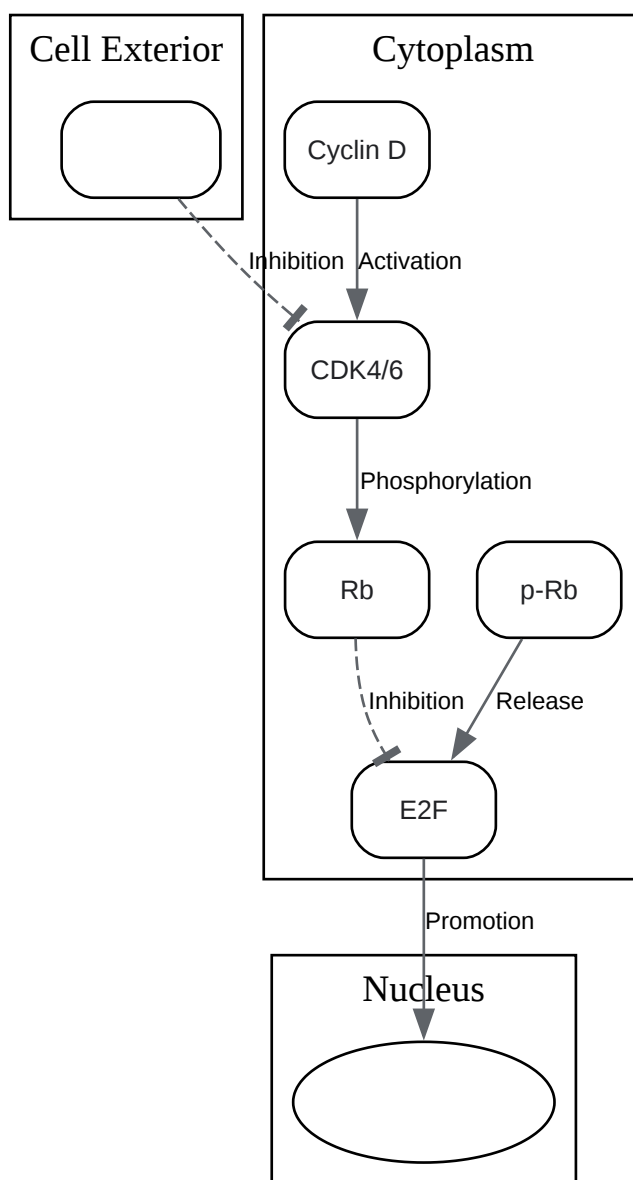 Cell Exterior
Cytoplasm
Cyclin D
Inhibition
Activation
CDK4/6
Phosphorylation
Rb
p-Rb
Inhibition
Release
E2F
Promotion
Nucleus